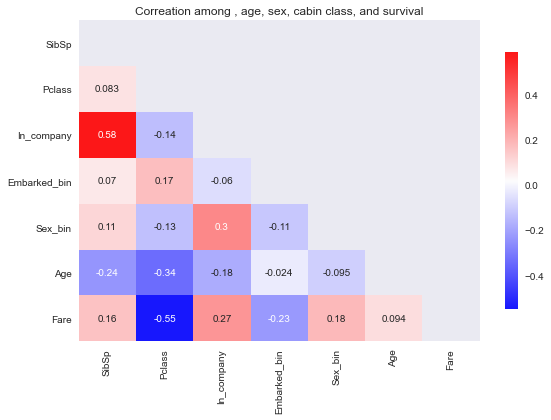 Correation among , age, sex, cabin class, and survival
SibSp
Pclass
0.083
In_company
0.58 -0.14
Embarked_bin
0.07 0.17 -0.06
Sex_bin
0.11 -0.13 0.3 -0.11
Age
-0.24 -0.34 -0.18 -0.024 -0.095
Fare
0.16 -0.55 0.27 -0.23 0.18 0.094
SibSp
Pclass
In_company
Embarked_bin
Sex_bin
Age
Fare
0.4
0.2
0.0
-0.2
-0.4